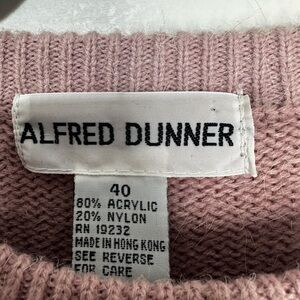 ALFRED DUNNER
40
80% ACRYLIC
20% NYLON
RN 19232
MADE IN HONG KONG
SEE REVERSE
FOR CARE